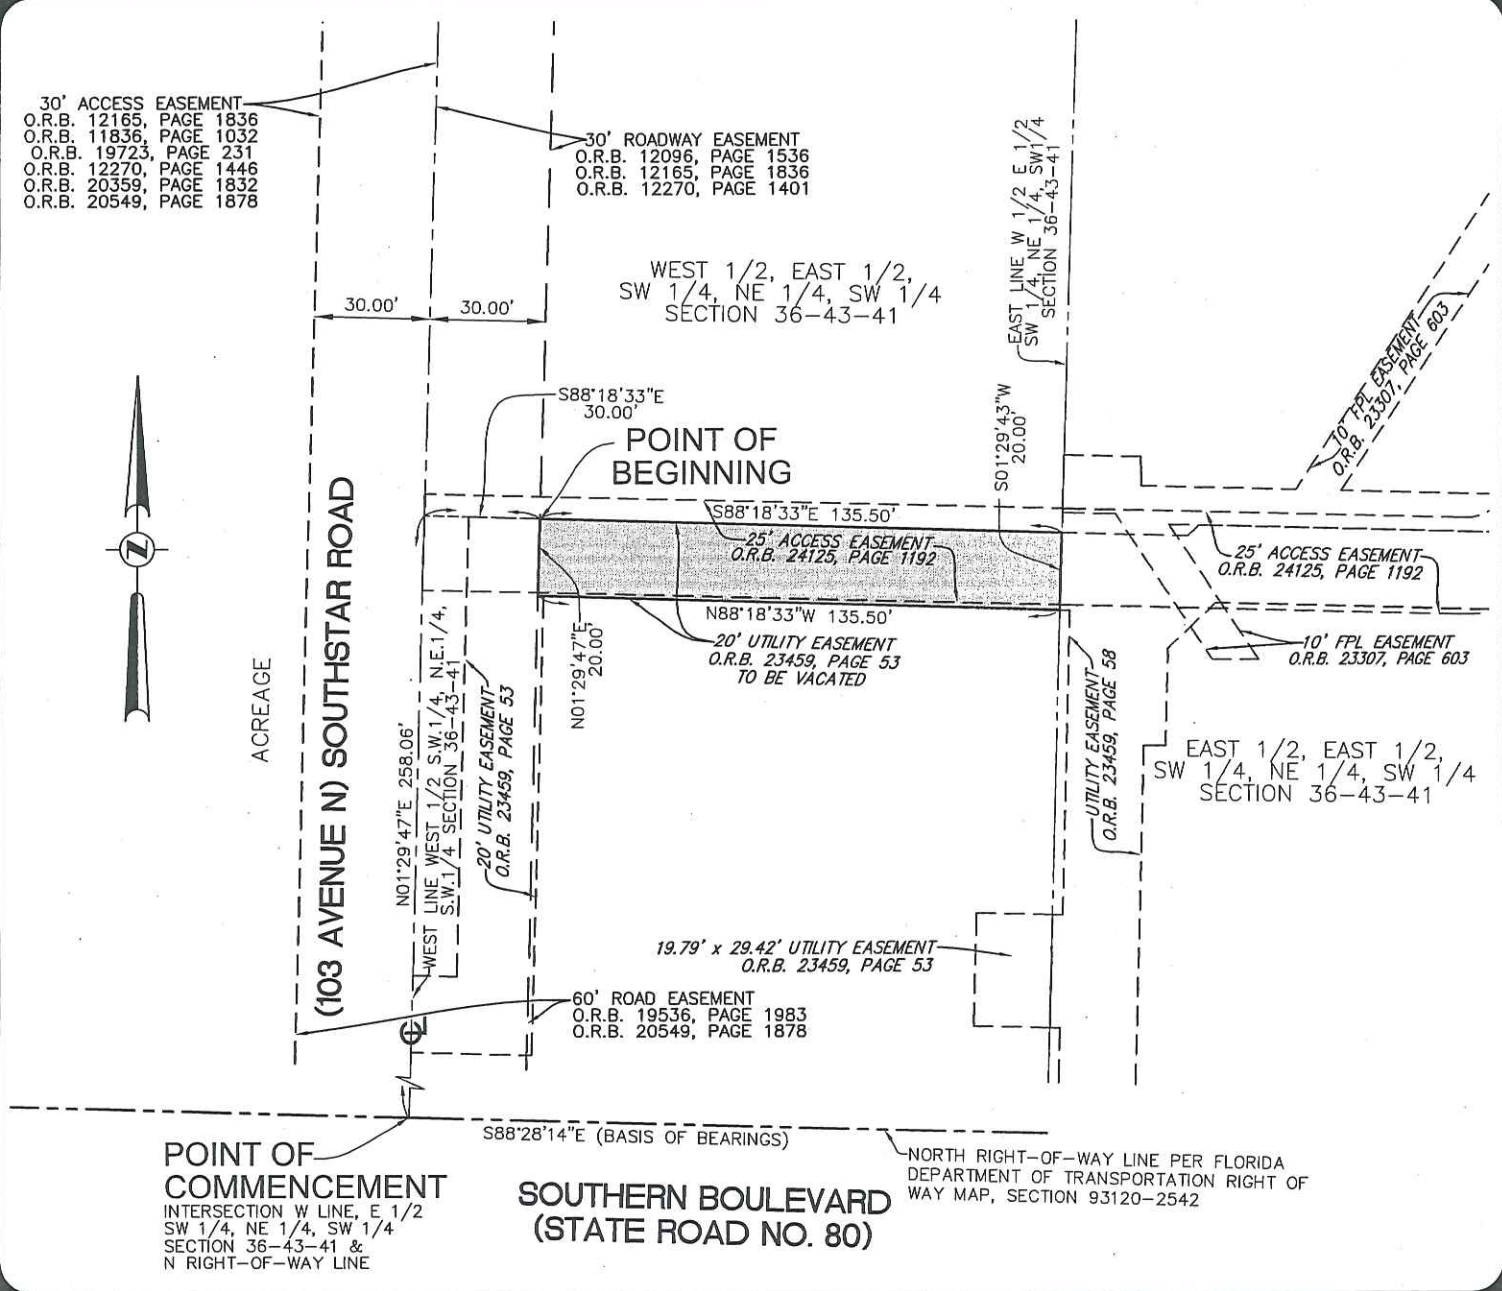 30' ACCESS EASEMENT
O.R.B. 12165, PAGE 1836
O.R.B. 11836, PAGE 1032
O.R.B. 19723, PAGE 231
O.R.B. 12270, PAGE 1446
O.R.B. 20359, PAGE 1832
O.R.B. 20549, PAGE 1878
30' ROADWAY EASEMENT
O.R.B. 12096, PAGE 1536
O.R.B. 12165, PAGE 1836
O.R.B. 12270, PAGE 1401
EAST LINE W 1/2 E 1/2
SW 1/4, NE 1/4, SW1/4
SECTION 36-43-41
WEST 1/2, EAST 1/2,
SW 1/4, NE 1/4, SW 1/4
SECTION 36-43-41
30.00'
30.00'
10' FPL EASEMENT
O.R.B. 23307, PAGE 603
S88°18'33"E
30.00'
POINT OF
BEGINNING
S01°29'43"W
20.00'
S88°18'33"E 135.50'
25' ACCESS EASEMENT
O.R.B. 24125, PAGE 1192
N88°18'33"W 135.50'
25' ACCESS EASEMENT
O.R.B. 24125, PAGE 1192
Z
20' UTILITY EASEMENT
O.R.B. 23459, PAGE 53
TO BE VACATED
10' FPL EASEMENT
O.R.B. 23307, PAGE 603
N01°29'47"E
20.00'
ACREAGE
(103 AVENUE N) SOUTHSTAR ROAD
N01°29'47"E 258.06'
WEST LINE WEST 1/2 S.W.1/4, N.E.1/4,
S.W.1/4 SECTION 36-43-41
20' UTILITY EASEMENT
O.R.B. 23459, PAGE 53
UTILITY EASEMENT
O.R.B. 23459, PAGE 58
EAST 1/2, EAST 1/2,
SW 1/4, NE 1/4, SW 1/4
SECTION 36-43-41
19.79' x 29.42' UTILITY EASEMENT
O.R.B. 23459, PAGE 53
60' ROAD EASEMENT
O.R.B. 19536, PAGE 1983
O.R.B. 20549, PAGE 1878
℄
S88°28'14"E (BASIS OF BEARINGS)
POINT OF
COMMENCEMENT
INTERSECTION W LINE, E 1/2
SW 1/4, NE 1/4, SW 1/4
SECTION 36-43-41 &
N RIGHT-OF-WAY LINE
SOUTHERN BOULEVARD
(STATE ROAD NO. 80)
NORTH RIGHT-OF-WAY LINE PER FLORIDA
DEPARTMENT OF TRANSPORTATION RIGHT OF
WAY MAP, SECTION 93120-2542